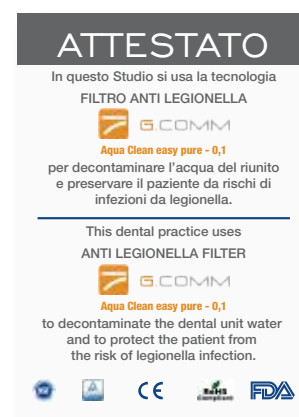 ATTESTATO
In questo Studio si usa la tecnologia
FILTRO ANTI LEGIONELLA
G.COMM
Aqua Clean easy pure - 0,1
per decontaminare l'acqua del riunito
e preservare il paziente da rischi di
infezioni da legionella.
This dental practice uses
ANTI LEGIONELLA FILTER
G.COMM
Aqua Clean easy pure - 0,1
to decontaminate the dental unit water
and to protect the patient from
the risk of legionella infection.
CE RoHS FDA
Compliant